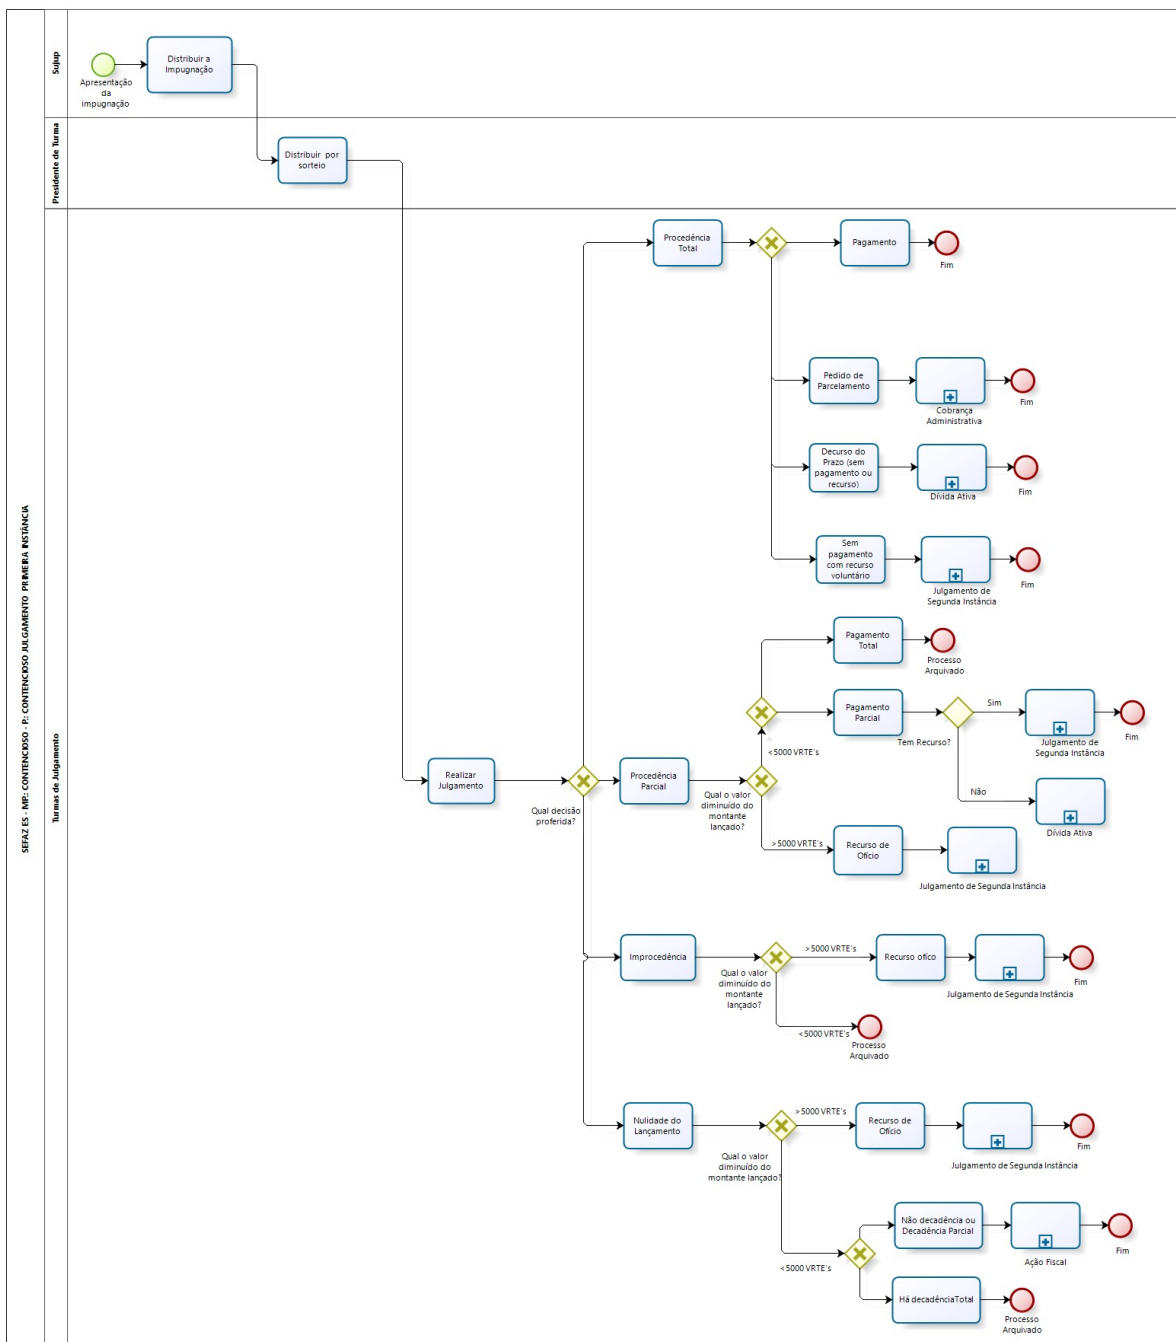 SEFAZ ES - MP.: CONTENCIOSO - P.: CONTENCIOSO JULGAMENTO PRIMEIRA INSTÂNCIA
Sujup
Apresentação
da
impugnação
Distribuir a
Impugnação
Presidente de Turma
Distribuir por
sorteio
Turmas de Julgamento
Realizar
Julgamento
Qual decisão
proferida?
Procedência
Total
Pagamento
Fim
Pedido de
Parcelamento
Cobrança
Administrativa
Fim
Decurso do
Prazo (sem
pagamento ou
recurso)
Dívida Ativa
Fim
Sem
pagamento
com recurso
voluntário
Julgamento de
Segunda Instância
Fim
Procedência
Parcial
Qual o valor
diminuído do
montante
lançado?
<5000 VRTE's
Pagamento
Total
Processo
Arquivado
Pagamento
Parcial
Tem Recurso?
Sim
Julgamento de
Segunda Instância
Fim
Não
Dívida Ativa
>5000 VRTE's
Recurso de
Ofício
Julgamento de Segunda Instância
Improcedência
Qual o valor
diminuído do
montante
lançado?
>5000 VRTE's
Recurso ofíco
Julgamento de Segunda Instância
Fim
<5000 VRTE's
Processo
Arquivado
Nulidade do
Lançamento
Qual o valor
diminuído do
montante lançado?
>5000 VRTE's
Recurso de
Ofício
Julgamento de Segunda Instância
Fim
<5000 VRTE's
Não decadência ou
Decadência Parcial
Ação Fiscal
Fim
Há decadênciaTotal
Processo
Arquivado